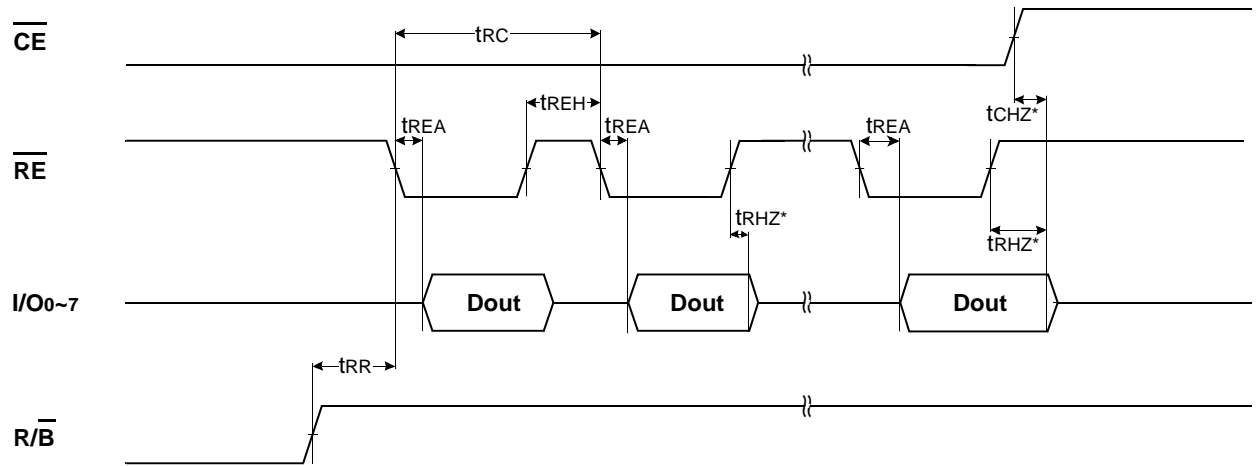 CE
tRC
tCHZ*
tREH
tREA
tREA
tREA
RE
tRHZ*
tRHZ*
I/O0~7
Dout
Dout
Dout
tRR
R/B